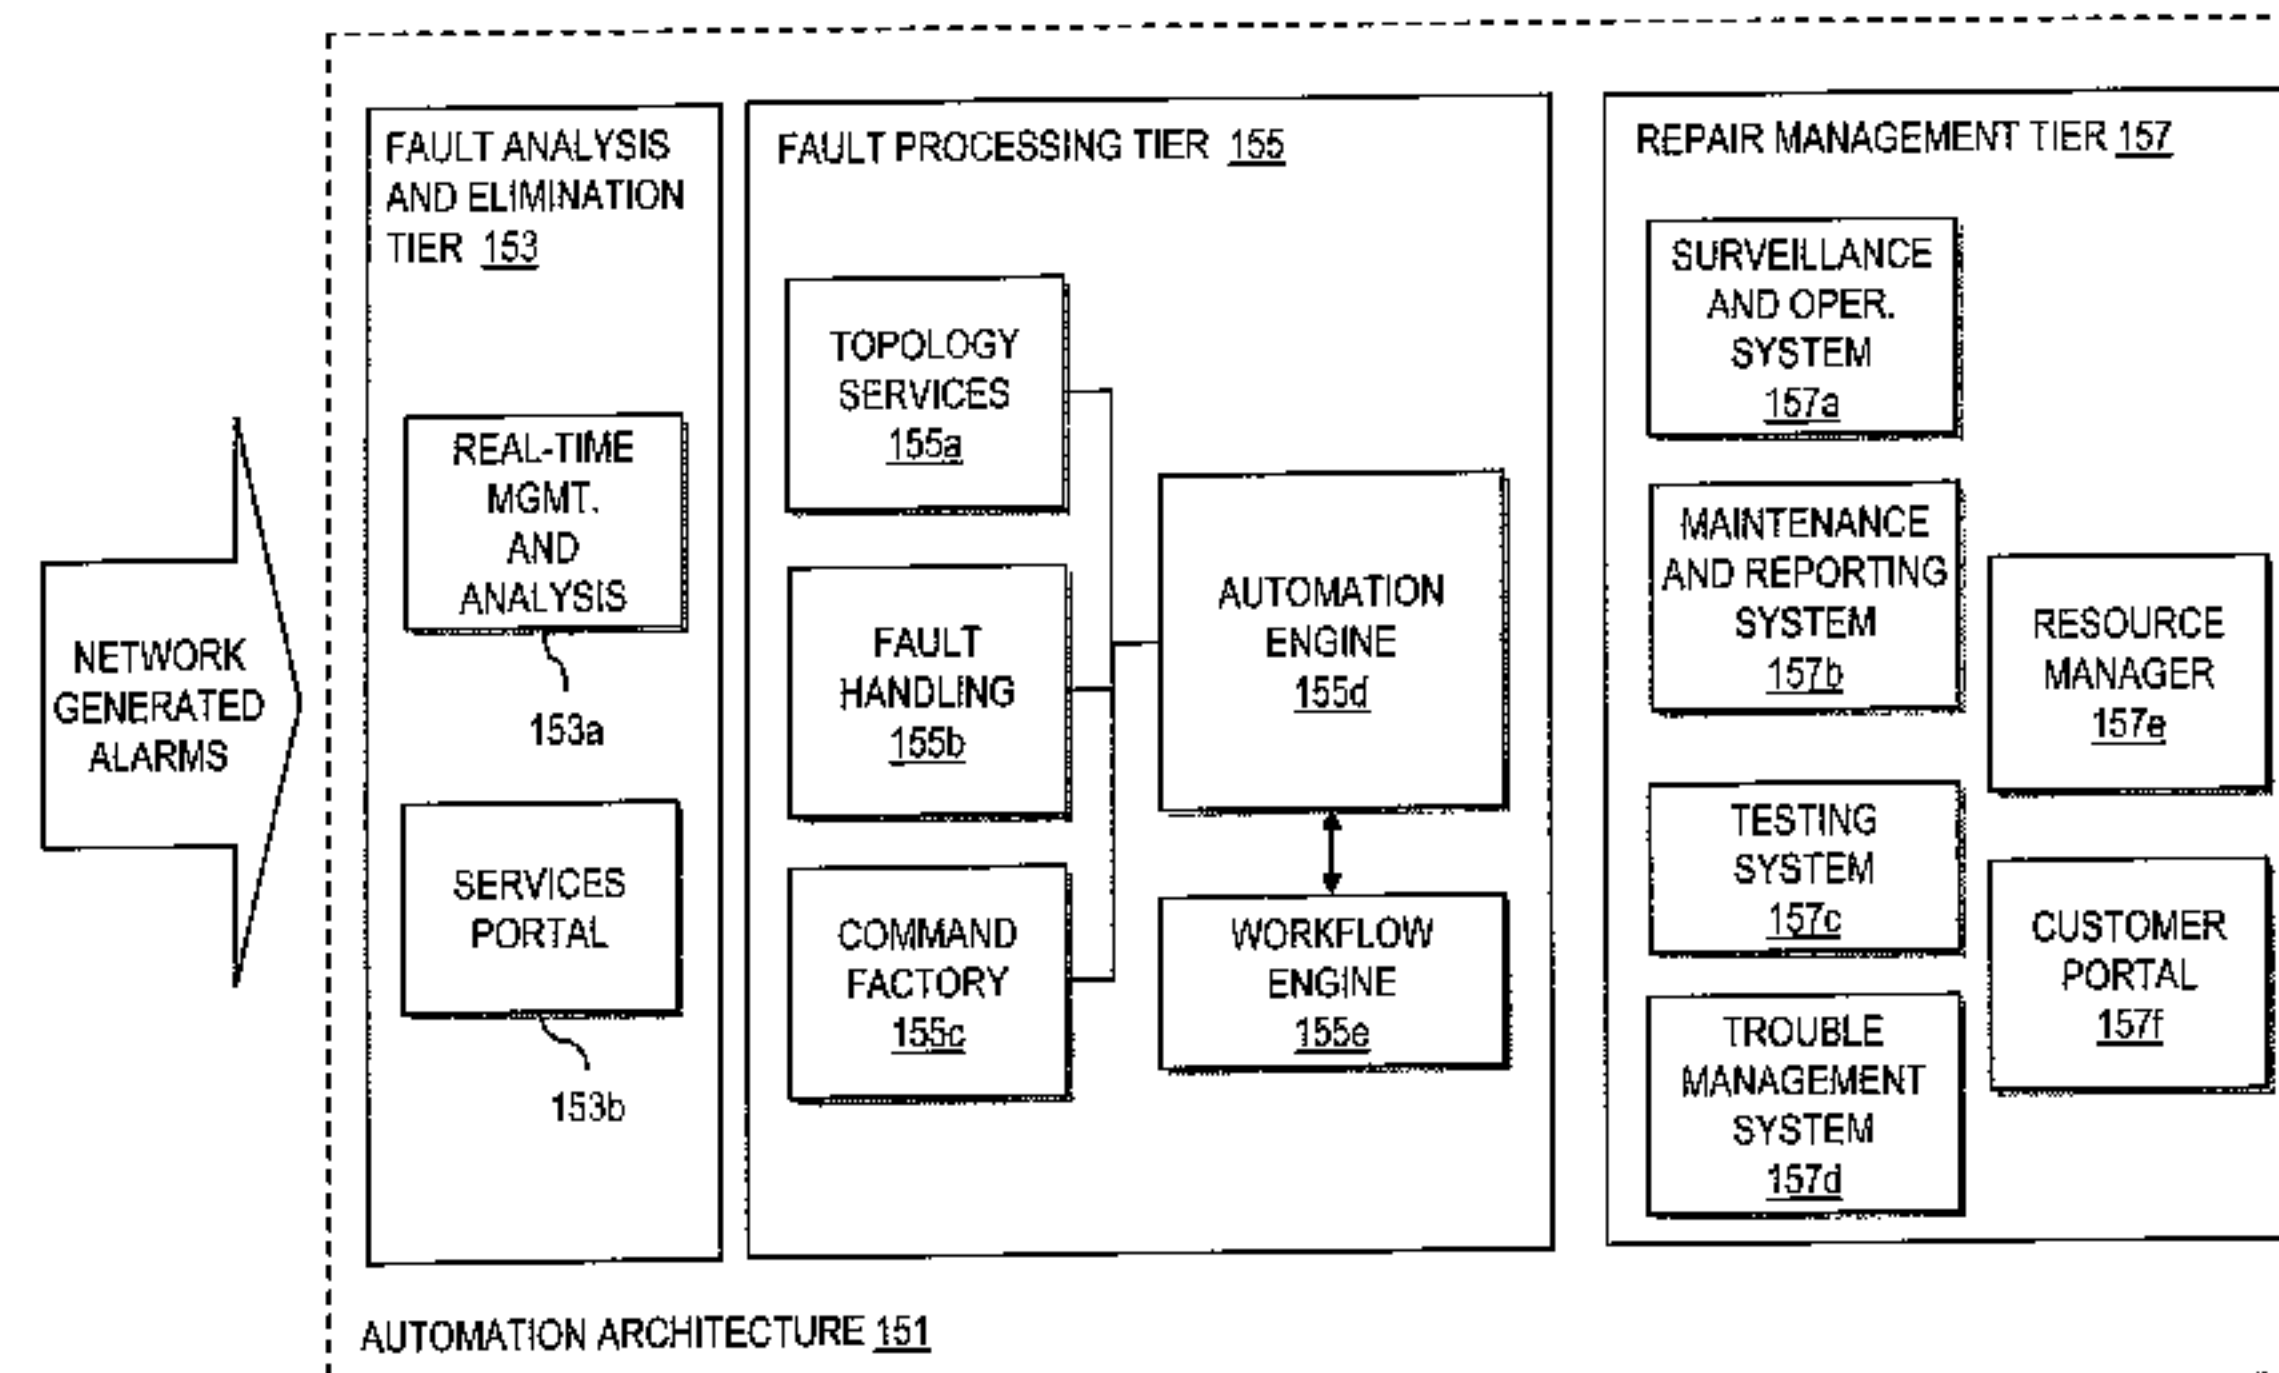 NETWORK
GENERATED
ALARMS
FAULT ANALYSIS
AND ELIMINATION
TIER 153
REAL-TIME
MGMT.
AND
ANALYSIS
153a
SERVICES
PORTAL
153b
FAULT PROCESSING TIER 155
TOPOLOGY
SERVICES
155a
FAULT
HANDLING
155b
COMMAND
FACTORY
155c
AUTOMATION
ENGINE
155d
WORKFLOW
ENGINE
155e
REPAIR MANAGEMENT TIER 157
SURVEILLANCE
AND OPER.
SYSTEM
157a
MAINTENANCE
AND REPORTING
SYSTEM
157b
TESTING
SYSTEM
157c
TROUBLE
MANAGEMENT
SYSTEM
157d
RESOURCE
MANAGER
157e
CUSTOMER
PORTAL
157f
AUTOMATION ARCHITECTURE 151